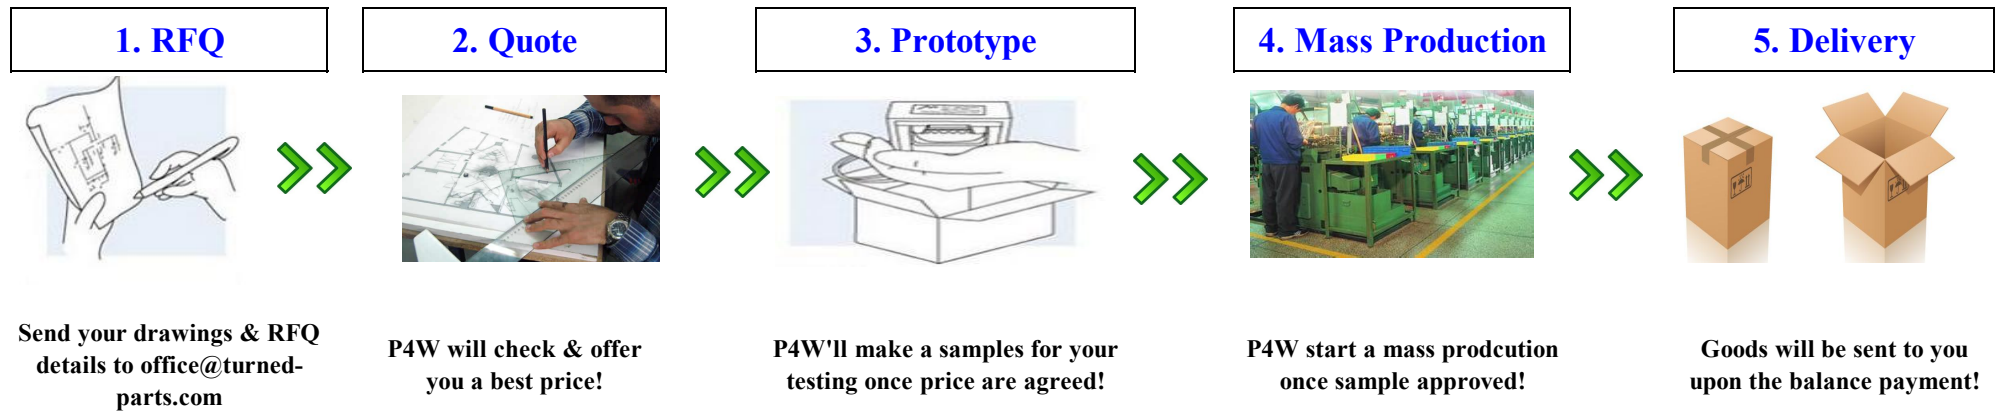 1. RFQ
2. Quote
3. Prototype
4. Mass Production
5. Delivery
Send your drawings & RFQ
details to office@turned-
parts.com
P4W will check & offer
you a best price!
P4W'll make a samples for your
testing once price are agreed!
P4W start a mass prodcution
once sample approved!
Goods will be sent to you
upon the balance payment!